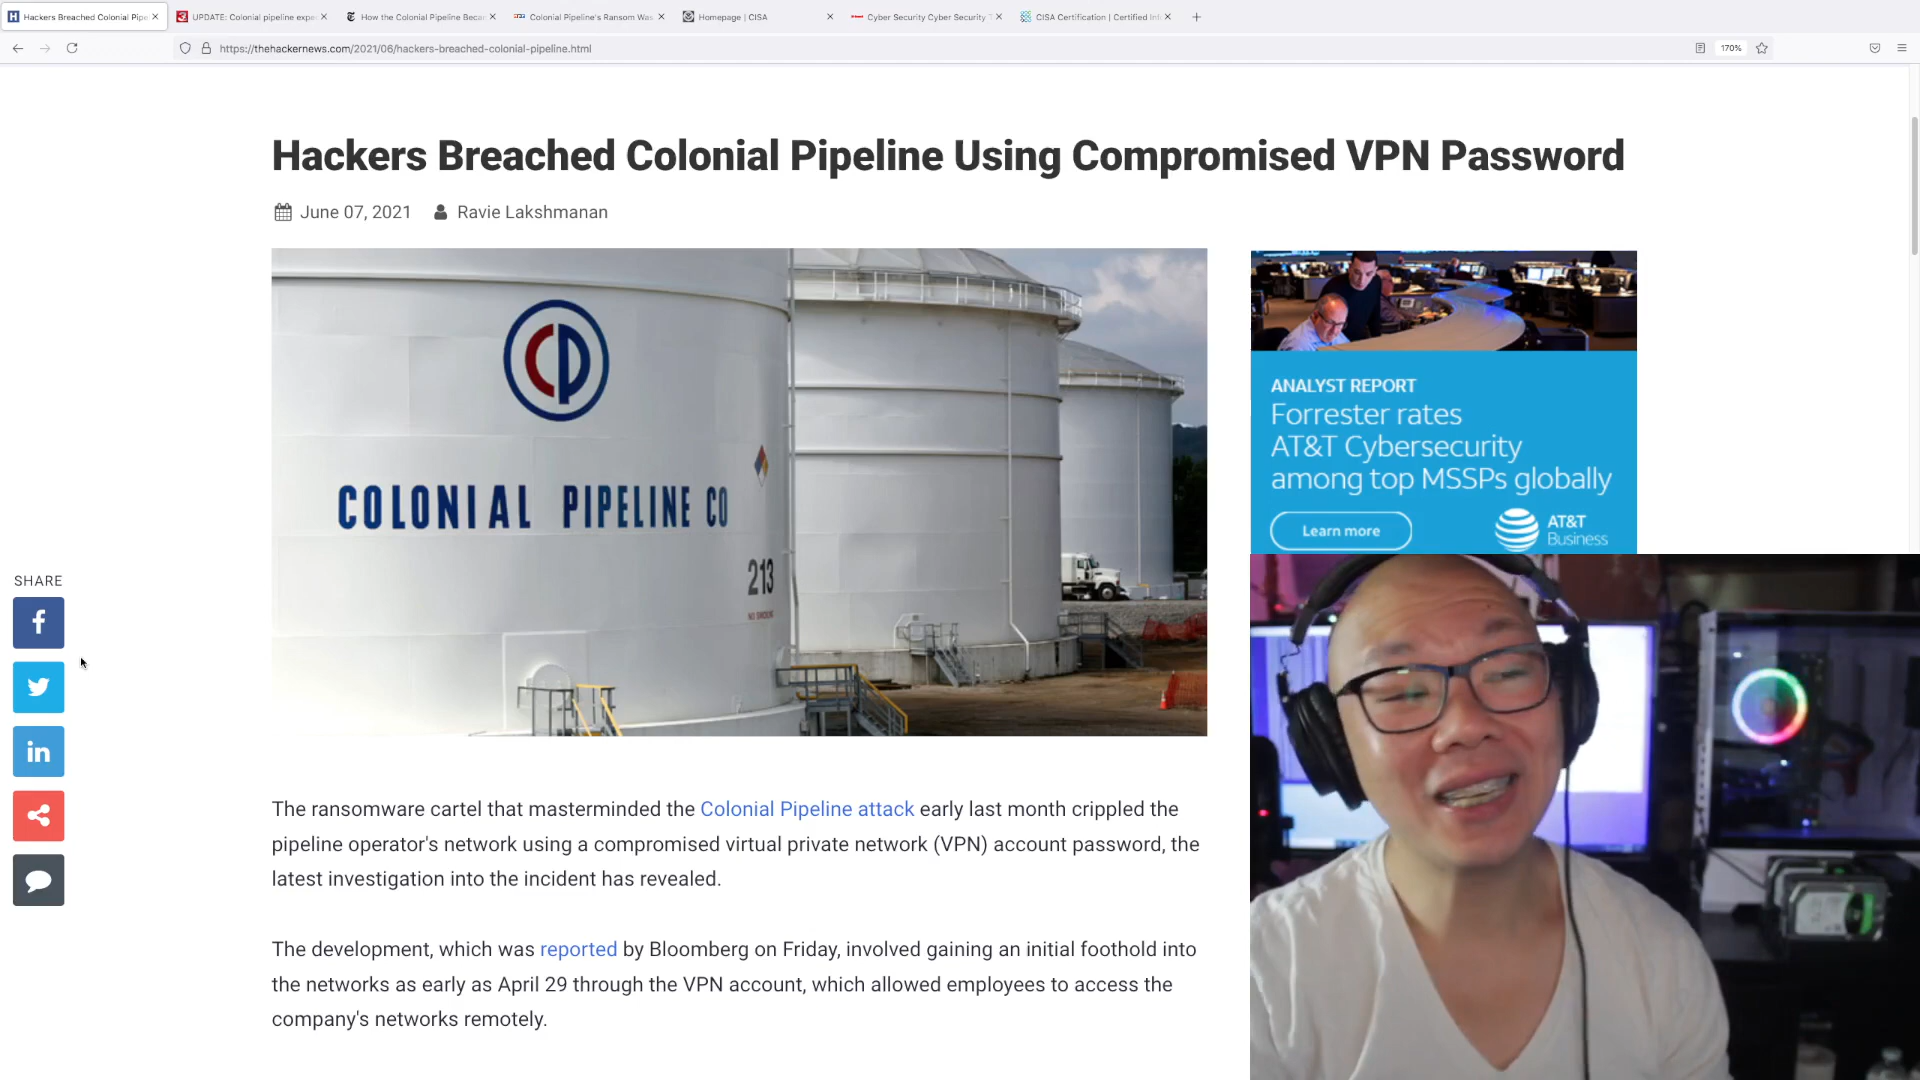 Hackers Breached Colonial Pipe
UPDATE: Colonial pipeline expe
How the Colonial Pipeline Beca
Colonial Pipeline's Ransom Was
Homepage | CISA
Cyber Security Cyber Security T
CISA Certification | Certified Inf
https://thehackernews.com/2021/06/hackers-breached-colonial-pipeline.html
170%
Hackers Breached Colonial Pipeline Using Compromised VPN Password
June 07, 2021 Ravie Lakshmanan
CP
COLONIAL PIPELINE CO
213
NO SMOKING
ANALYST REPORT
Forrester rates
AT&T Cybersecurity
among top MSSPs globally
Learn more
AT&T
Business
SHARE
The ransomware cartel that masterminded the Colonial Pipeline attack early last month crippled the
pipeline operator's network using a compromised virtual private network (VPN) account password, the
latest investigation into the incident has revealed.
The development, which was reported by Bloomberg on Friday, involved gaining an initial foothold into
the networks as early as April 29 through the VPN account, which allowed employees to access the
company's networks remotely.